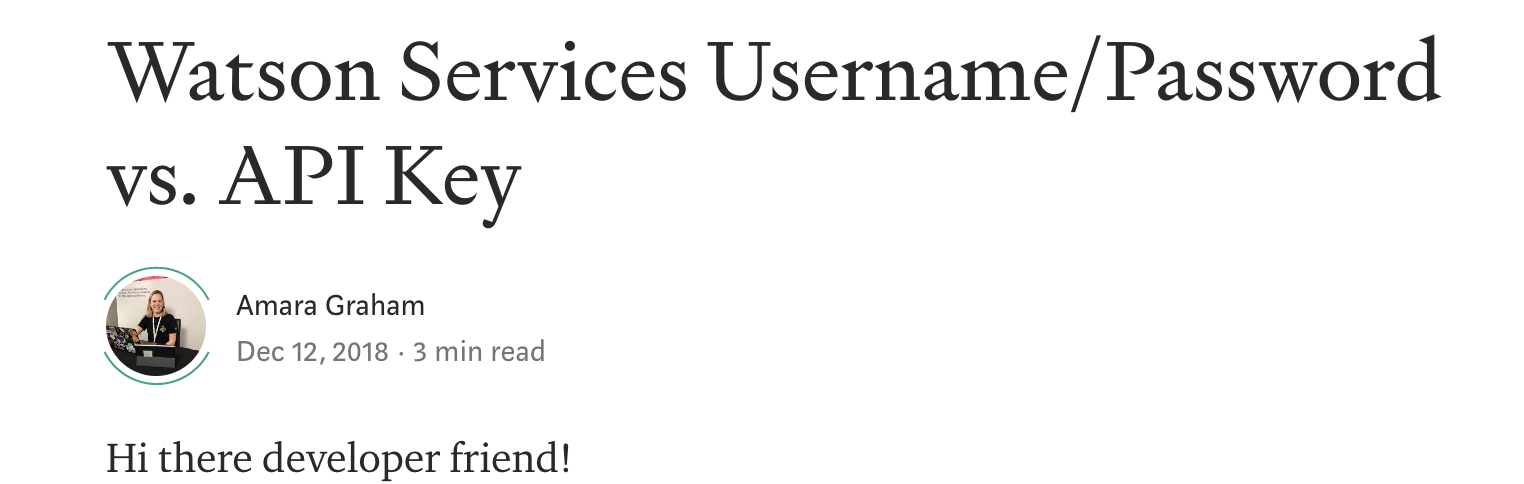 Watson Services Username/Password
vs. API Key
Amara Graham
Dec 12, 2018 · 3 min read
Hi there developer friend!